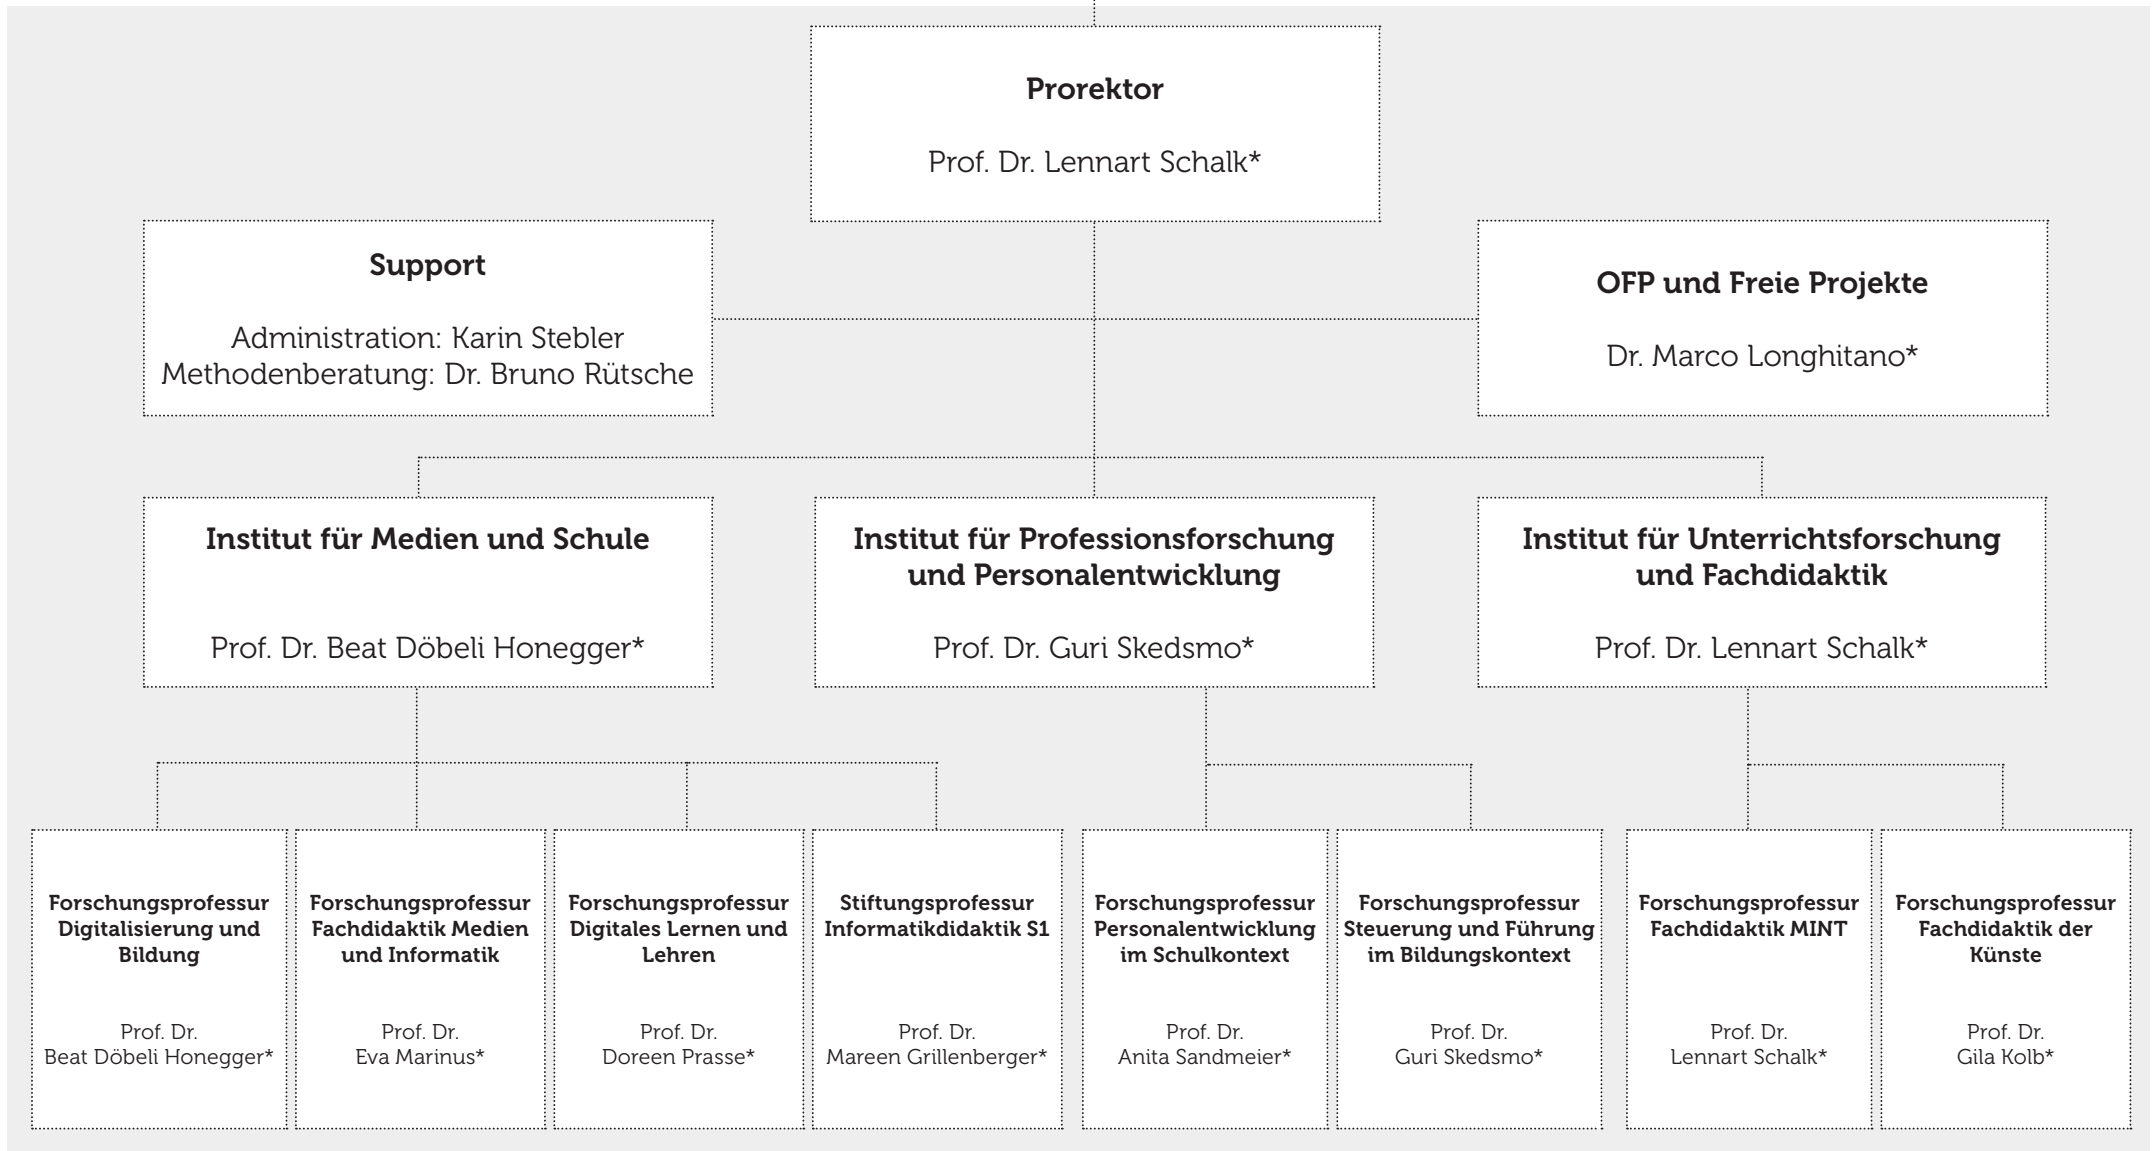 Prorektor
Prof. Dr. Lennart Schalk*
Support
Administration: Karin Stebler
Methodenberatung: Dr. Bruno Rütsche
OFP und Freie Projekte
Dr. Marco Longhitano*
Institut für Medien und Schule
Prof. Dr. Beat Döbeli Honegger*
Institut für Professionsforschung
und Personalentwicklung
Prof. Dr. Guri Skedsmo*
Institut für Unterrichtsforschung
und Fachdidaktik
Prof. Dr. Lennart Schalk*
Forschungsprofessur
Digitalisierung und
Bildung
Prof. Dr.
Beat Döbeli Honegger*
Forschungsprofessur
Fachdidaktik Medien
und Informatik
Prof. Dr.
Eva Marinus*
Forschungsprofessur
Digitales Lernen und
Lehren
Prof. Dr.
Doreen Prasse*
Stiftungsprofessur
Informatikdidaktik S1
Prof. Dr.
Mareen Grillenberger*
Forschungsprofessur
Personalentwicklung
im Schulkontext
Prof. Dr.
Anita Sandmeier*
Forschungsprofessur
Steuerung und Führung
im Bildungskontext
Prof. Dr.
Guri Skedsmo*
Forschungsprofessur
Fachdidaktik MINT
Prof. Dr.
Lennart Schalk*
Forschungsprofessur
Fachdidaktik der
Künste
Prof. Dr.
Gila Kolb*